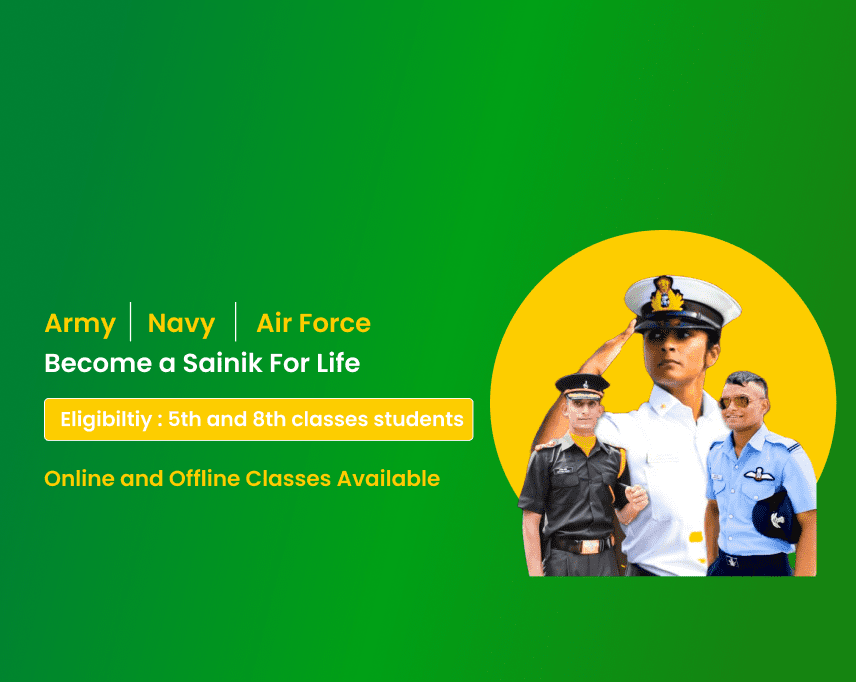 Army | Navy | Air Force
Become a Sainik For Life
Eligibiltiy : 5th and 8th classes students
Online and Offline Classes Available